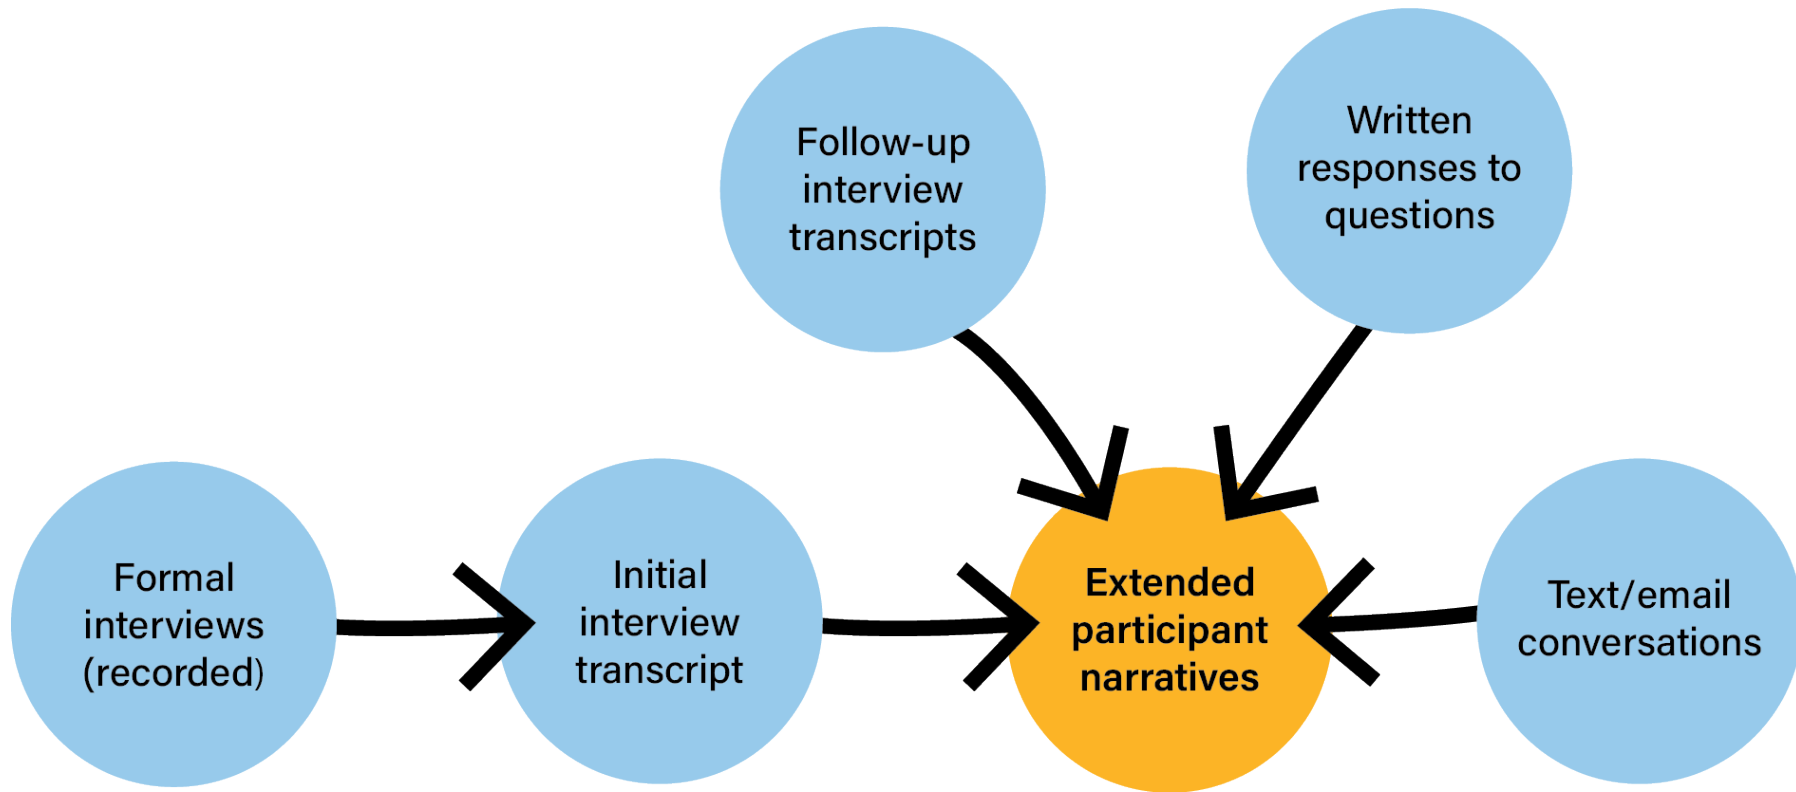 Follow-up
interview
transcripts
Written
responses to
questions
Formal
interviews
(recorded)
Initial
interview
transcript
Extended
participant
narratives
Text/email
conversations